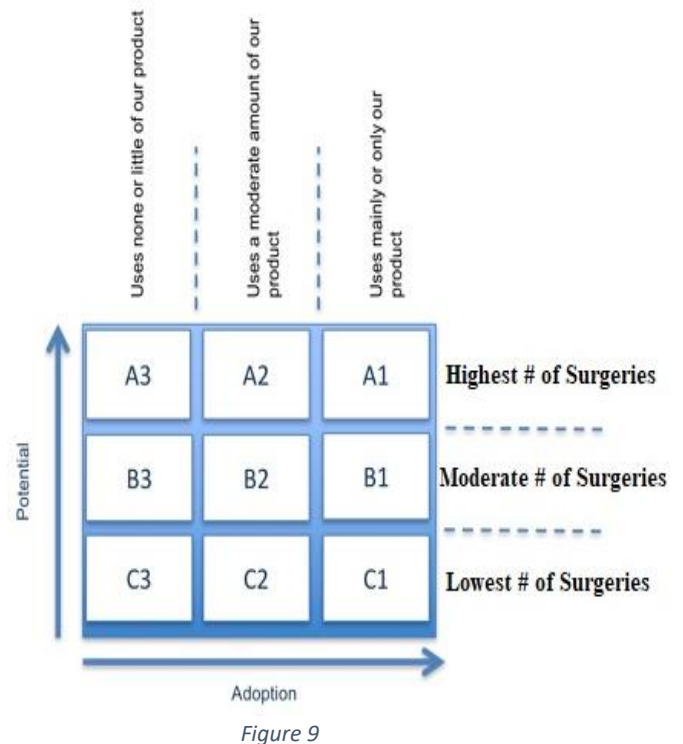 Uses none or little of our product
Uses a moderate amount of our
product
Uses mainly or only our
product
A3
A2
A1
Highest # of Surgeries
B3
B2
B1
Moderate # of Surgeries
C3
C2
C1
Lowest # of Surgeries
Potential
Adoption
Figure 9